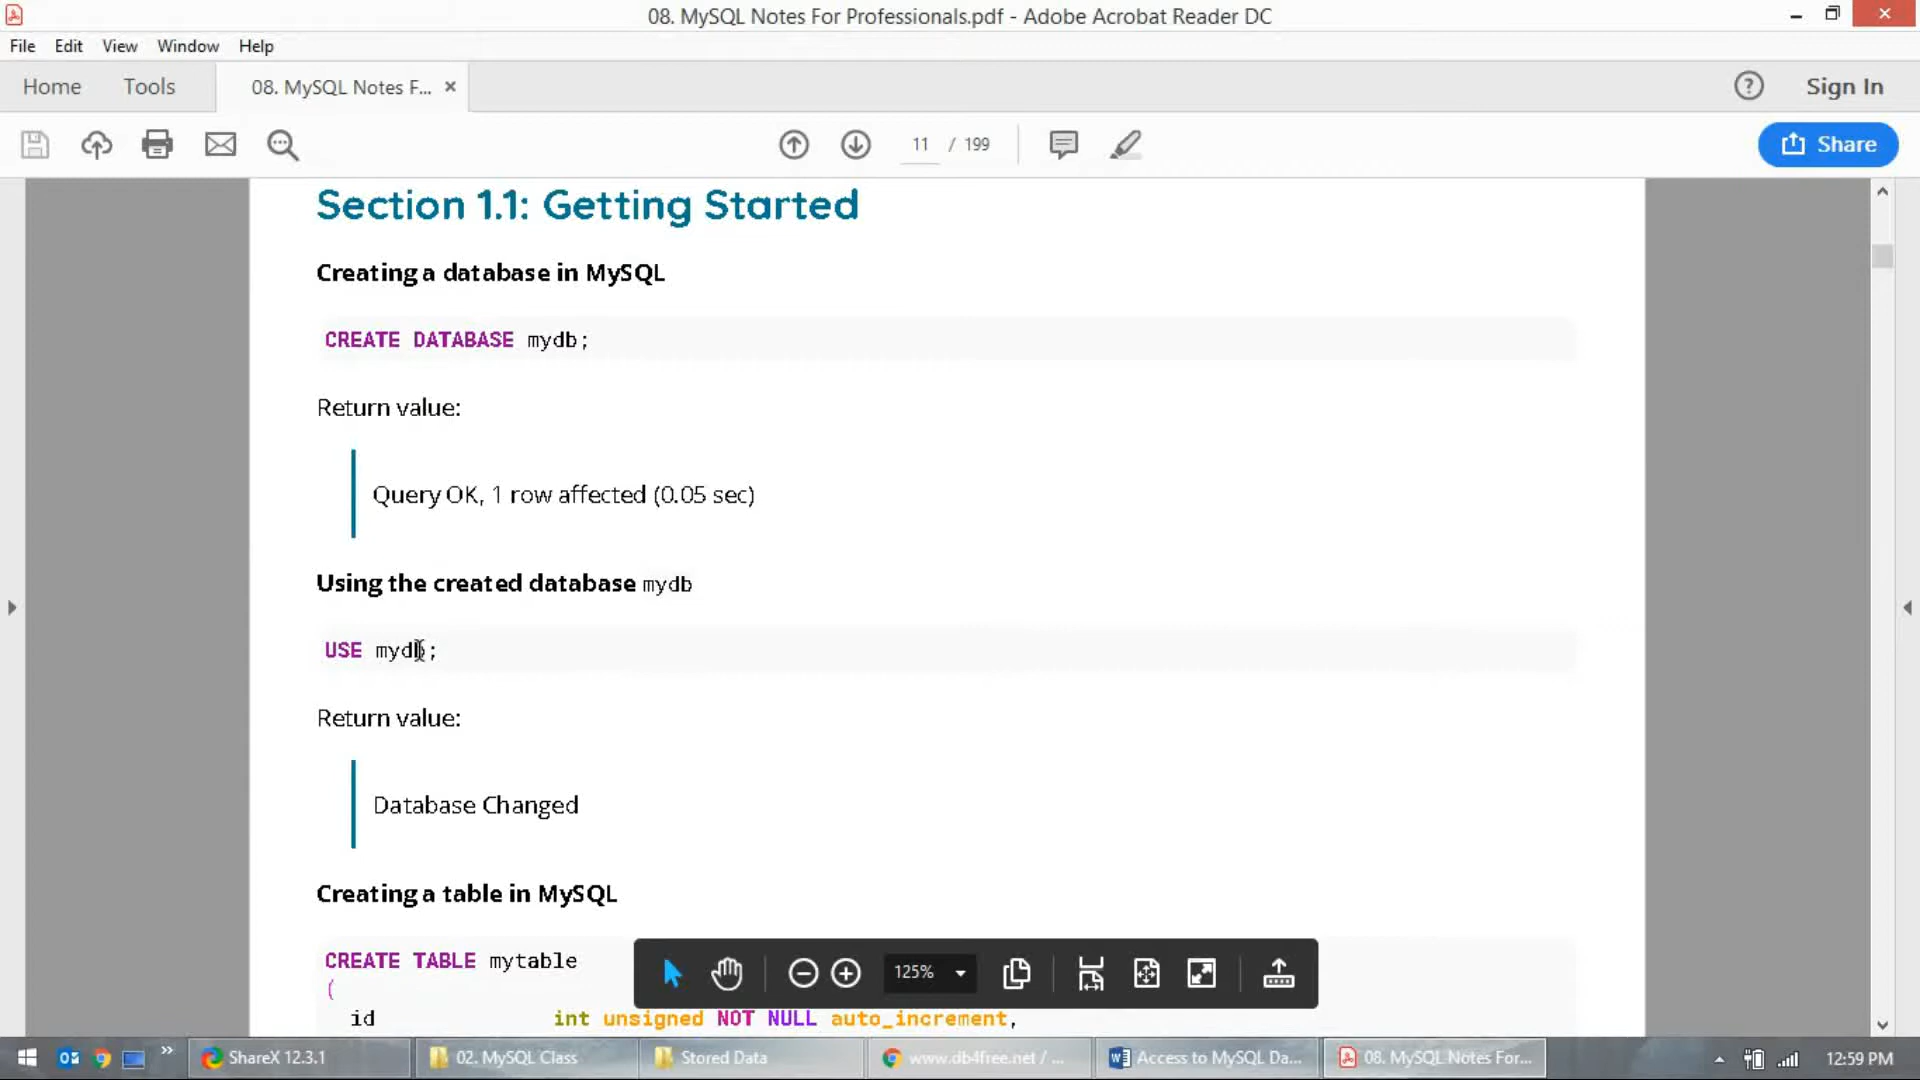 08. MySQL Notes For Professionals.pdf - Adobe Acrobat Reader DC
File Edit View Window Help
Home Tools 08. MySQL Notes F... × Sign In
11 / 199 Share
Section 1.1: Getting Started
Creating a database in MySQL
CREATE DATABASE mydb;
Return value:
Query OK, 1 row affected (0.05 sec)
Using the created database mydb
USE mydb;
Return value:
Database Changed
Creating a table in MySQL
CREATE TABLE mytable
(
125%
id int unsigned NOT NULL auto_increment,
ShareX 12.3.1 02. MySQL Class Stored Data www.db4free.net / ... Access to MySQL Da... 08. MySQL Notes For... 12:59 PM